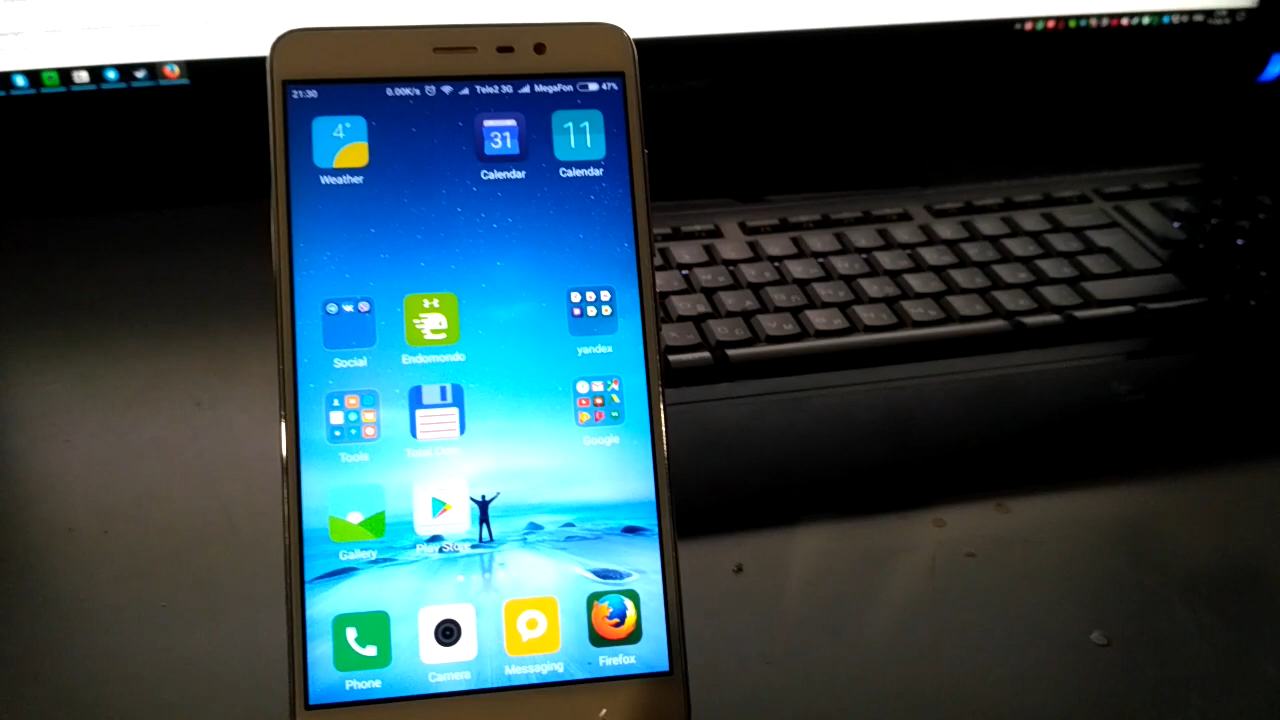 21:30 0.00K/s Tele2 3G MegaFon 47%
4°
31
11
Weather
Calendar
Calendar
Social
Endomondo
yandex
Tools
Total
Google
Gallery
Play Store
Phone
Camera
Messaging
Firefox